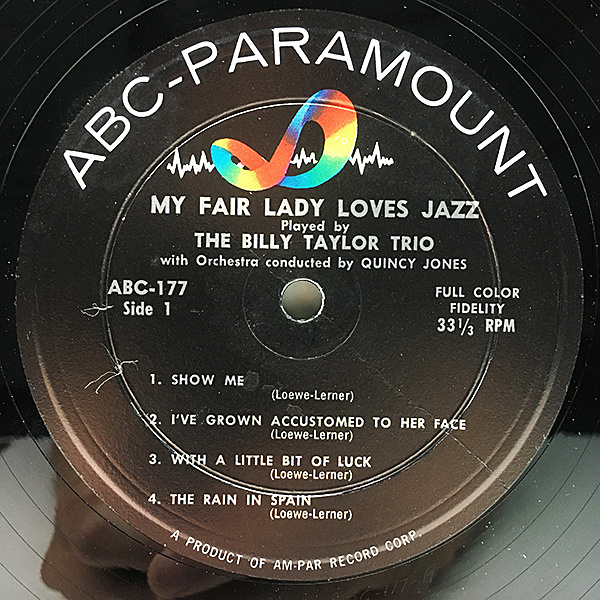 ABC-PARAMOUNT
MY FAIR LADY LOVES JAZZ
Played by
THE BILLY TAYLOR TRIO
with Orchestra conducted by QUINCY JONES
ABC-177
Side 1
FULL COLOR
FIDELITY
33 1/3 RPM
1. SHOW ME
(Loewe-Lerner)
2. I'VE GROWN ACCUSTOMED TO HER FACE
(Loewe-Lerner)
3. WITH A LITTLE BIT OF LUCK
(Loewe-Lerner)
4. THE RAIN IN SPAIN
(Loewe-Lerner)
A PRODUCT OF AM-PAR RECORD CORP.